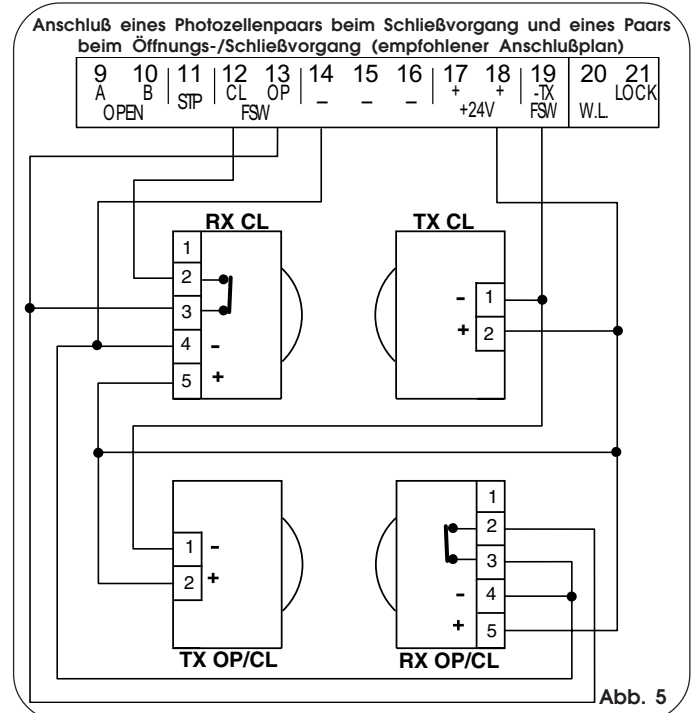 Anschluß eines Photozellenpaars beim Schließvorgang und eines Paars
beim Öffnungs-/Schließvorgang (empfohlener Anschlußplan)
9 10 11 12 13 14 15 16 17 18 19 20 21
A B STP CL OP – – – + + -TX LOCK
OPEN FSW +24V FSW W.L.
RX CL TX CL
1
2
3
4 -
5 +
- 1
+ 2
1 -
2 +
1
2
3
- 4
+ 5
TX OP/CL RX OP/CL
Abb. 5